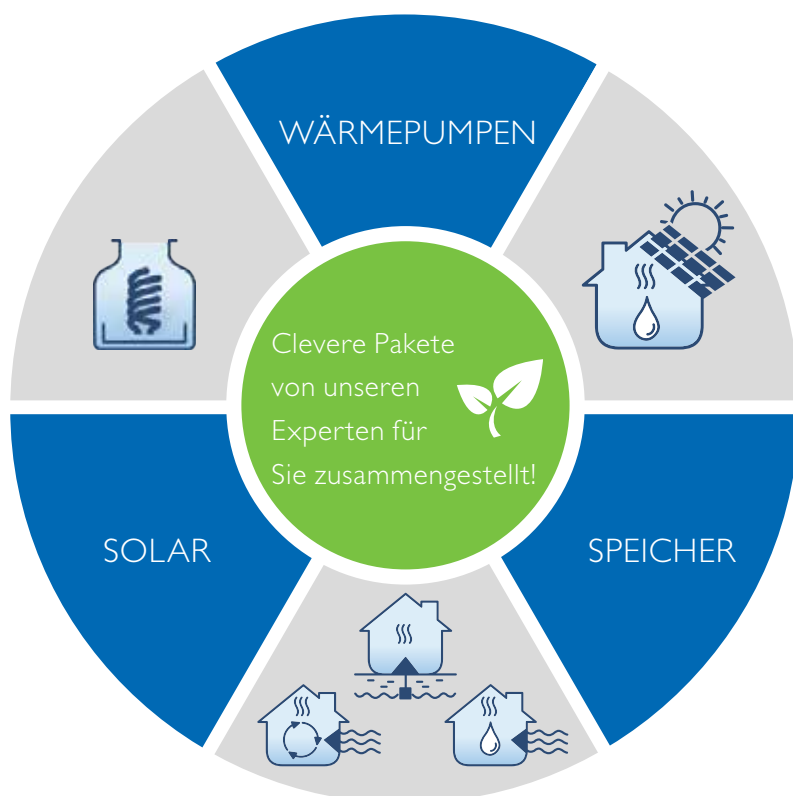 WÄRMEPUMPEN
Clevere Pakete
von unseren
Experten für
Sie zusammengestellt!
SOLAR
SPEICHER